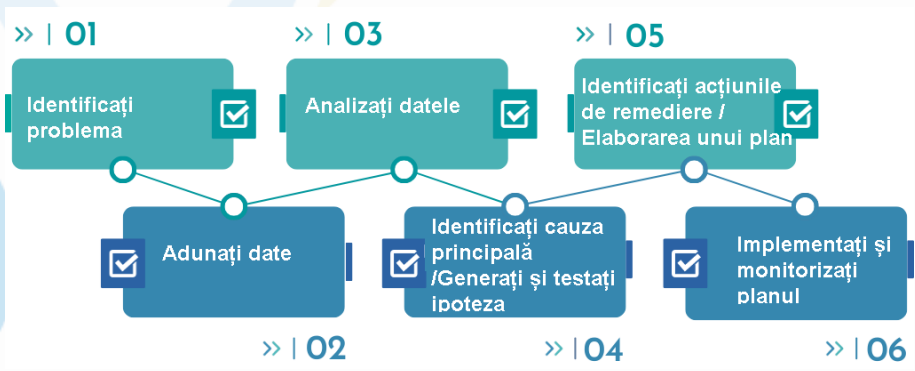 01
Identificați
problema
02
Adunați date
03
Analizați datele
04
Identificați cauza
principală
/Generați și testați
ipoteza
05
Identificați acțiunile
de remediere /
Elaborarea unui plan
06
Implementați și
monitorizați
planul